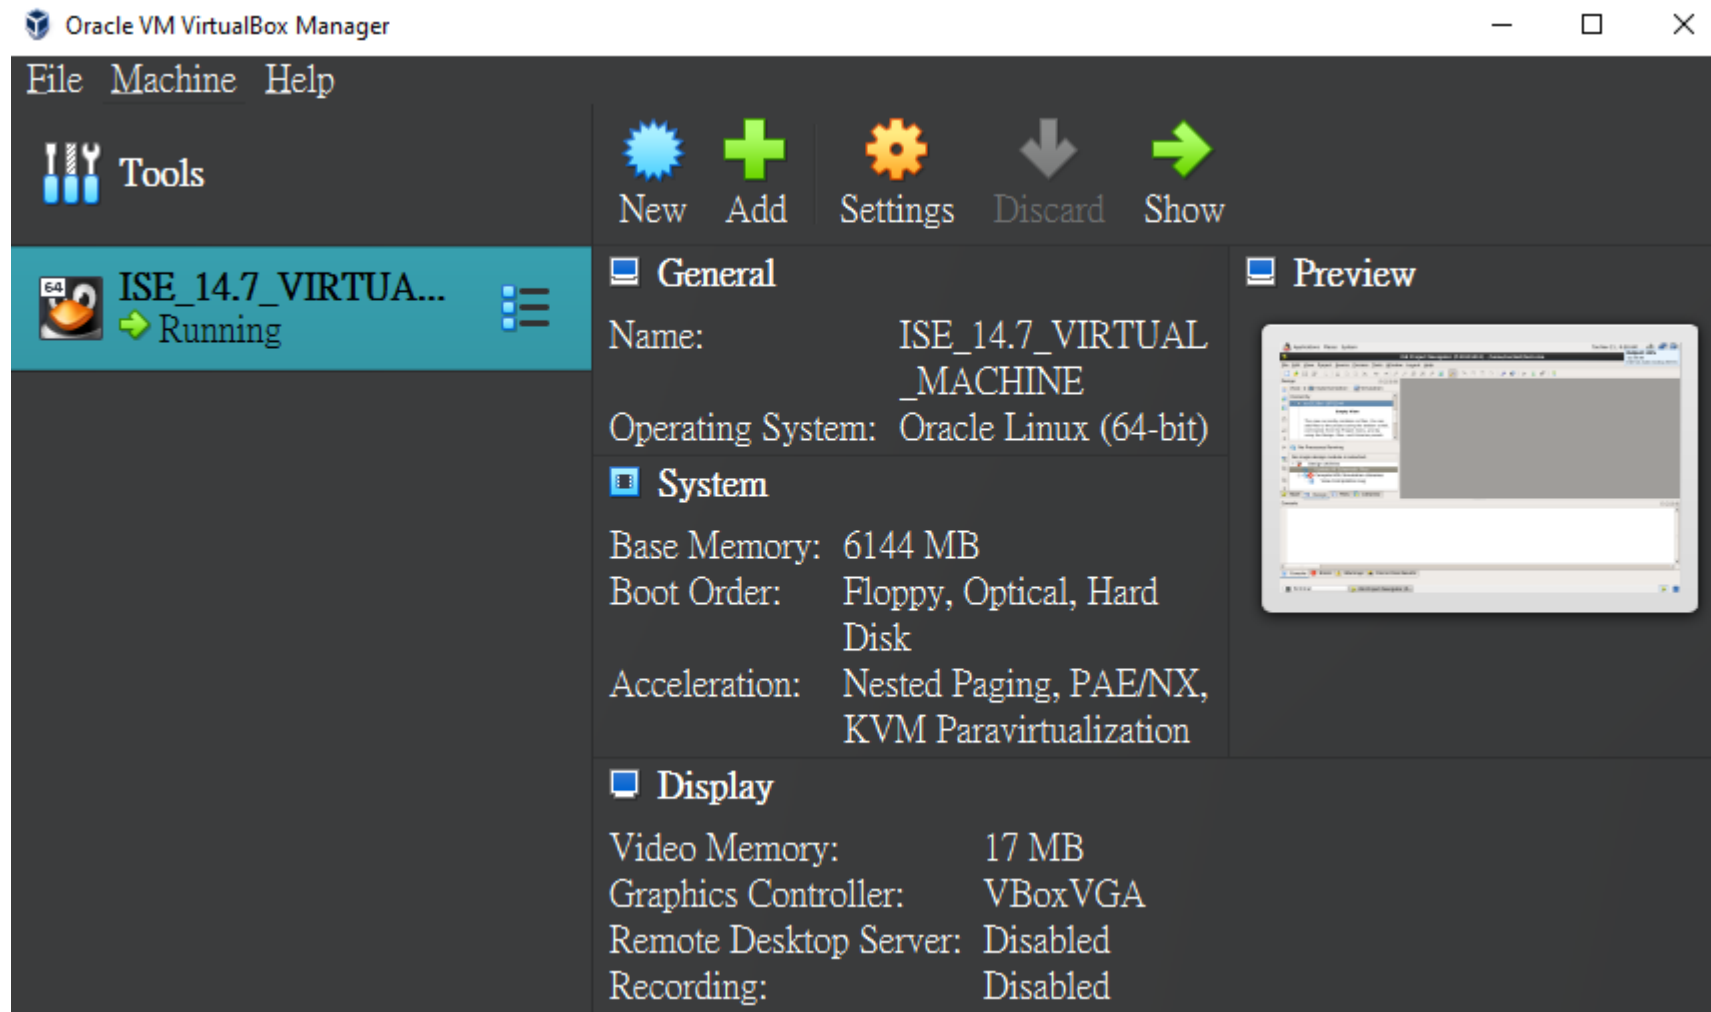 Oracle VM VirtualBox Manager
File Machine Help
Tools
New Add Settings Discard Show
64
ISE_14.7_VIRTUA...
Running
General
Name: ISE_14.7_VIRTUAL
_MACHINE
Operating System: Oracle Linux (64-bit)
System
Base Memory: 6144 MB
Boot Order: Floppy, Optical, Hard
Disk
Acceleration: Nested Paging, PAE/NX,
KVM Paravirtualization
Preview
Applications Places System
Display
Video Memory: 17 MB
Graphics Controller: VBoxVGA
Remote Desktop Server: Disabled
Recording: Disabled